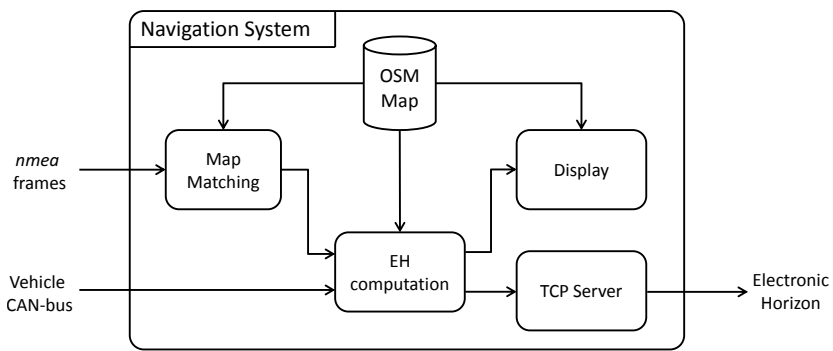 Navigation System
OSM
Map
nmea
frames
Map
Matching
Display
EH
computation
Vehicle
CAN-bus
TCP Server
Electronic
Horizon